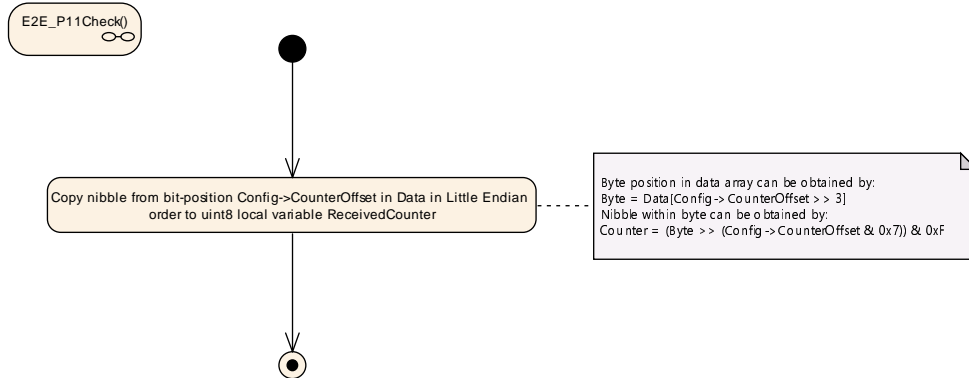 E2E_P11Check()
Copy nibble from bit-position Config->CounterOffset in Data in Little Endian
order to uint8 local variable ReceivedCounter
Byte position in data array can be obtained by:
Byte = Data[Config->CounterOffset >> 3]
Nibble within byte can be obtained by:
Counter = (Byte >> (Config->CounterOffset & 0x7)) & 0xF